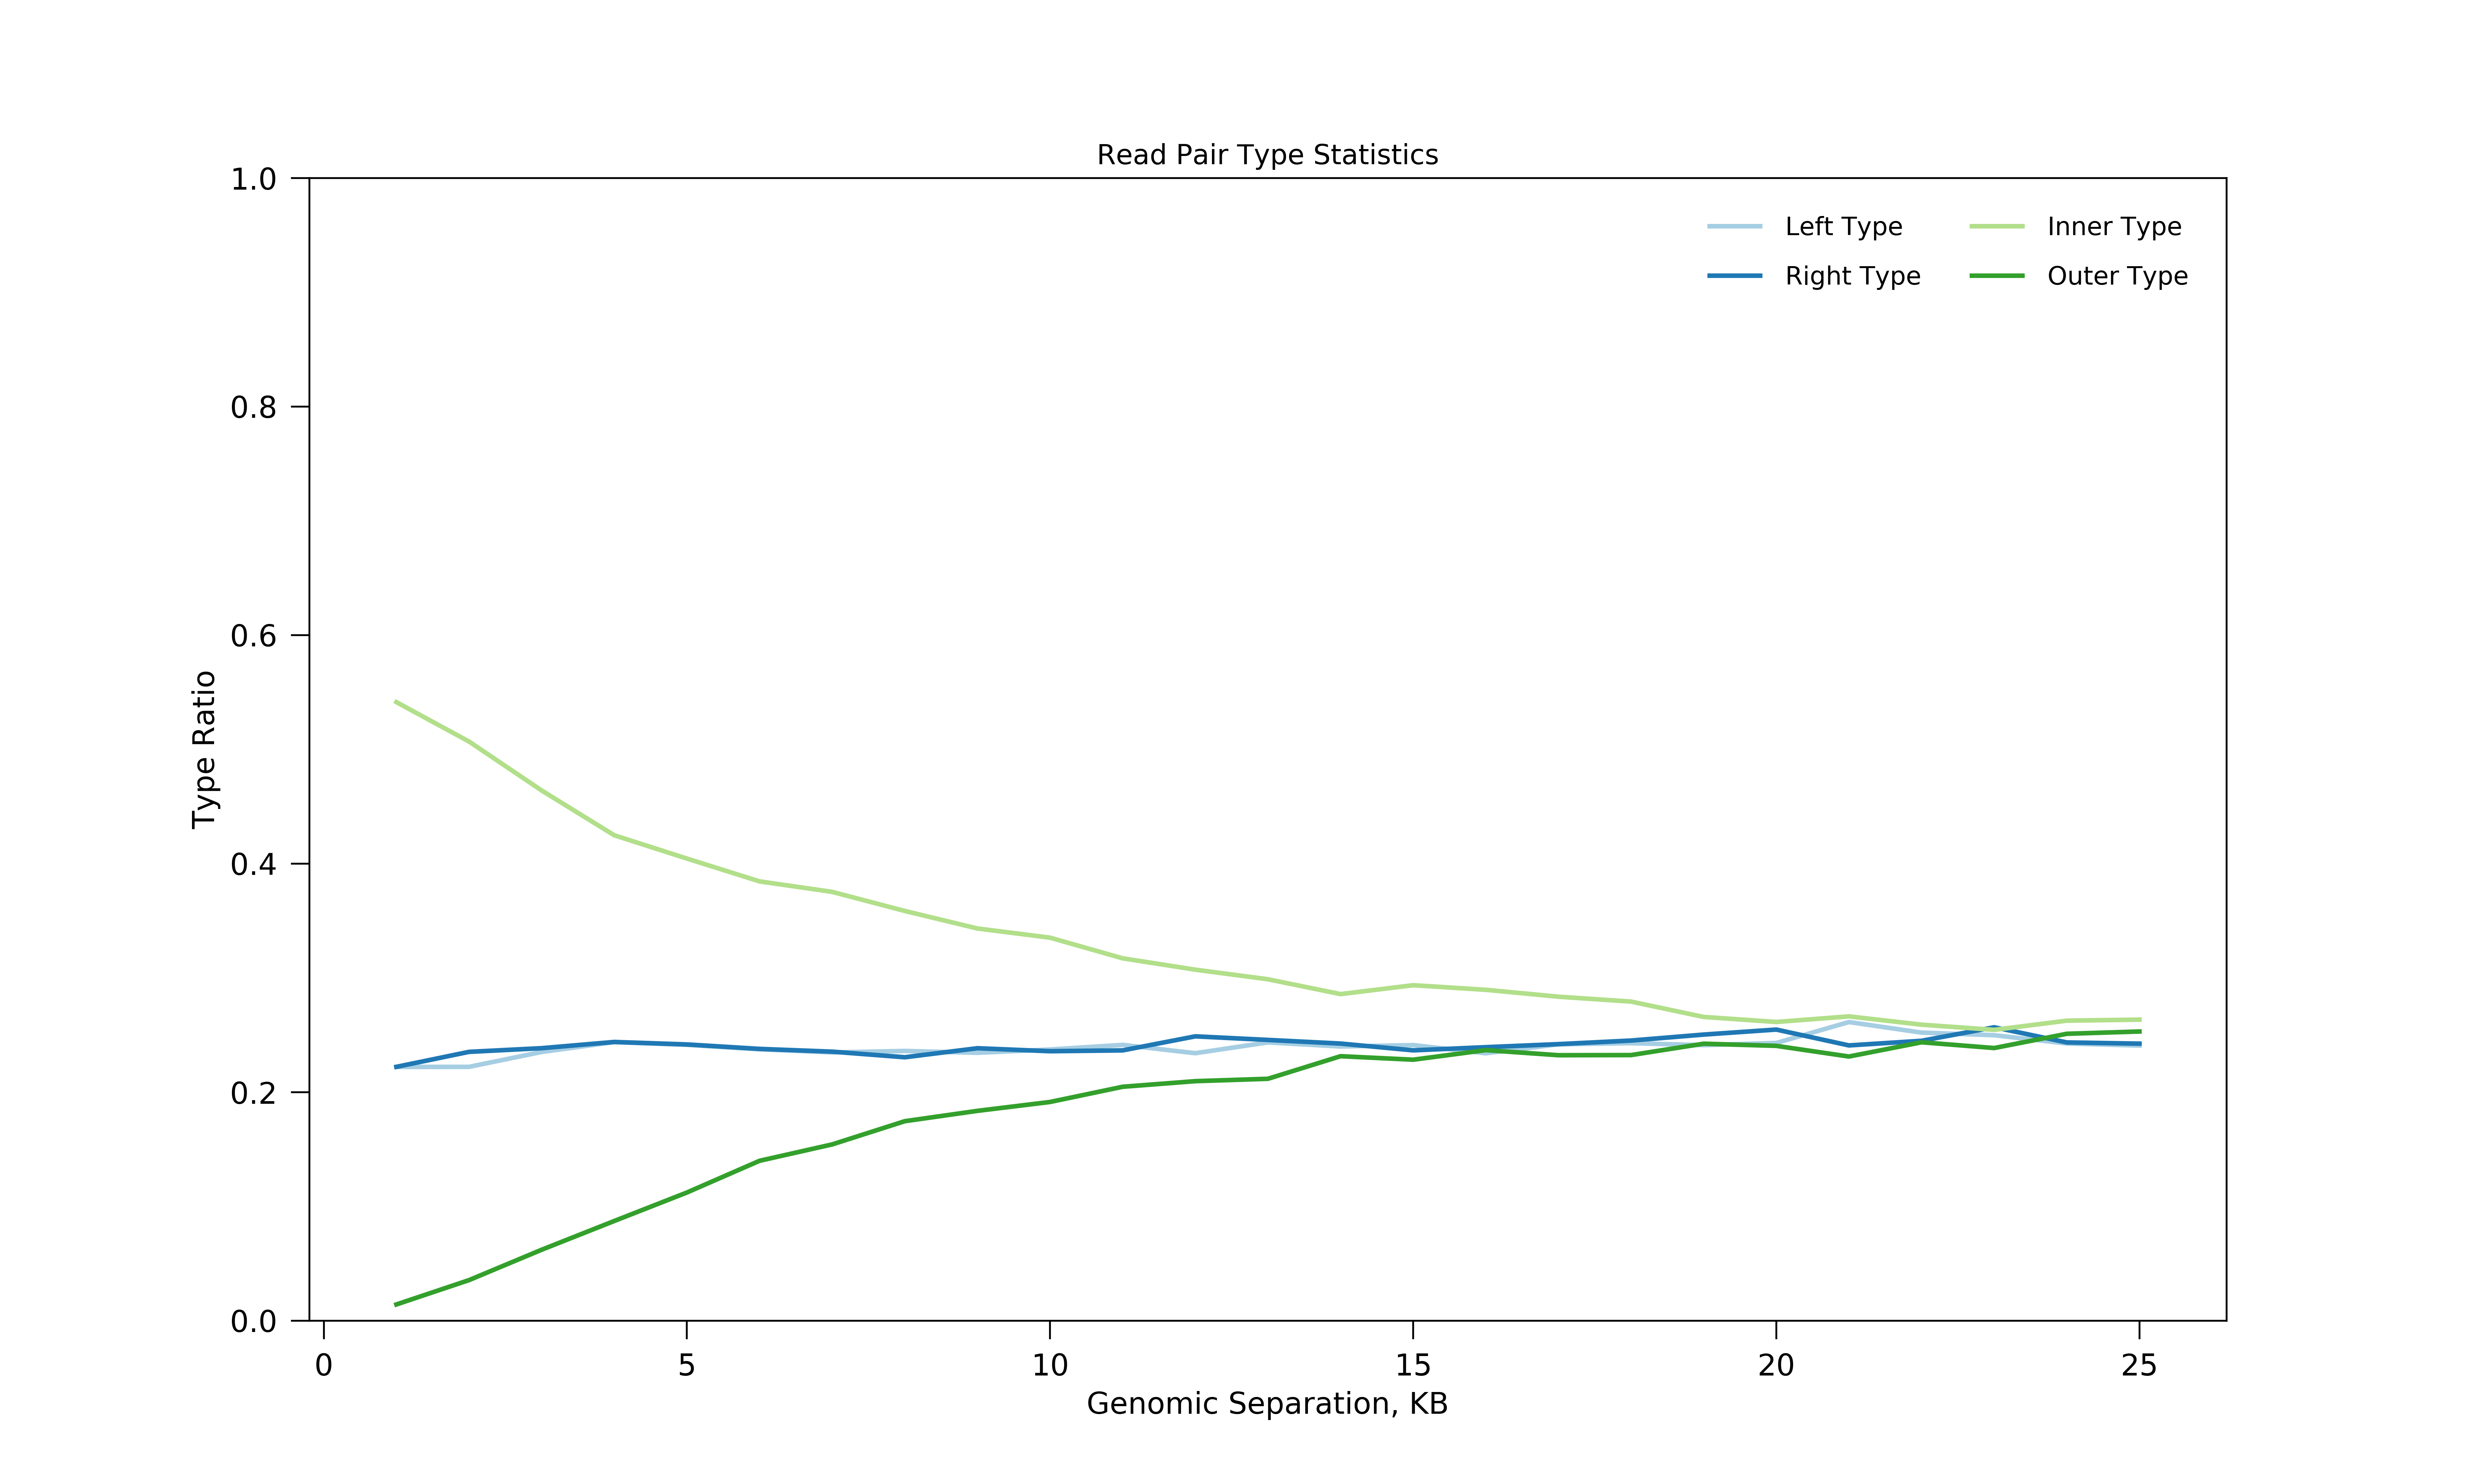 Read Pair Type Statistics
Left Type
Right Type
Inner Type
Outer Type
Type Ratio
1.0
0.8
0.6
0.4
0.2
0.0
0 5 10 15 20 25
Genomic Separation, KB